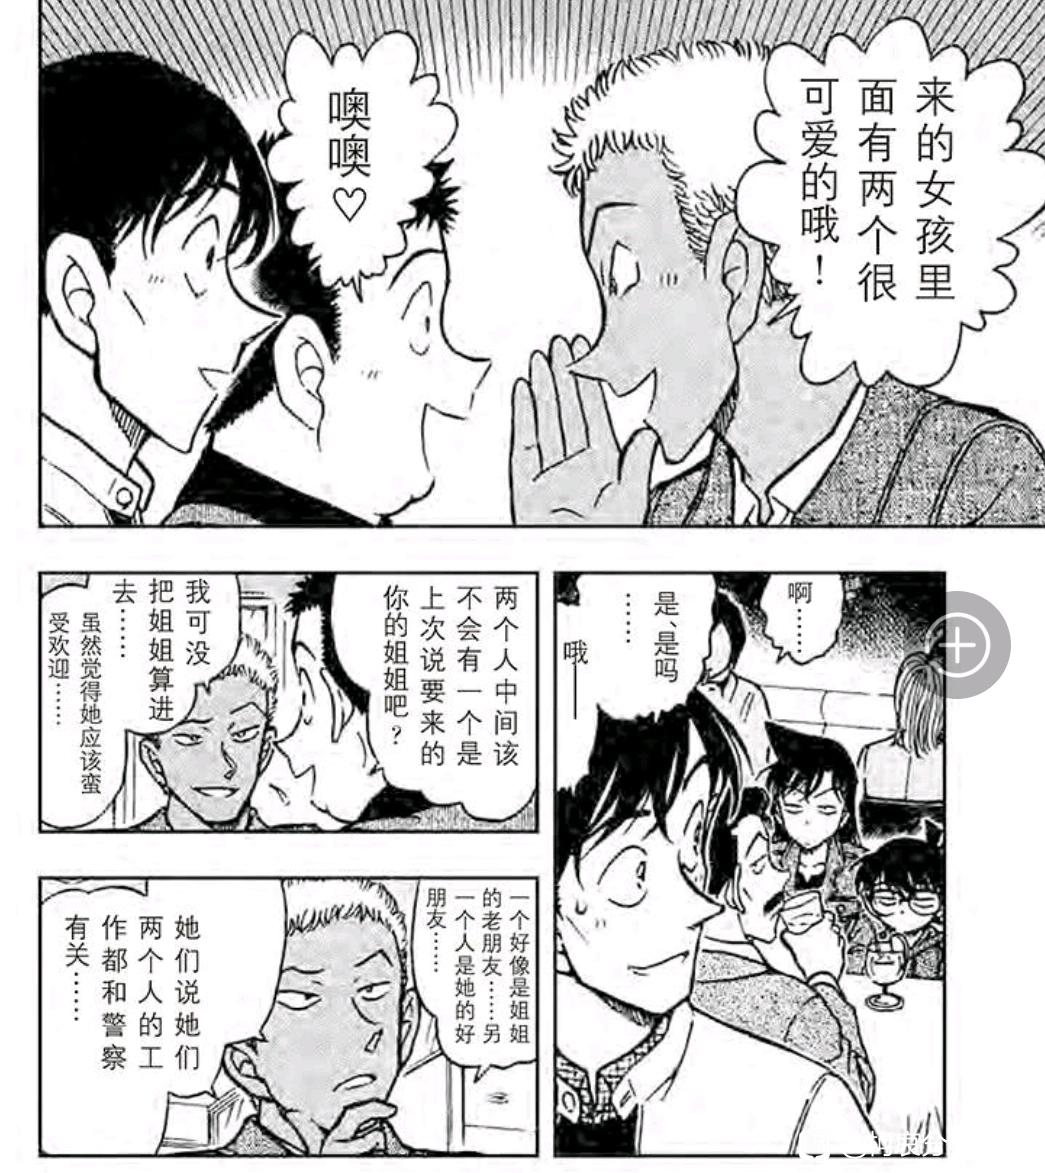 来的女孩里
面有两个很
可爱的哦！
噢噢♡
啊……
是、是吗
……
哦——
两个人中间该
不会有一个是
上次说要来的
你的姐姐吧？
我可没
把姐姐算进
去……
虽然觉得她应该蛮
受欢迎……
一个好像是姐姐
的老朋友……另
一个人是她的好
朋友……
她们说她们
两个人的工
作都和警察
有关……